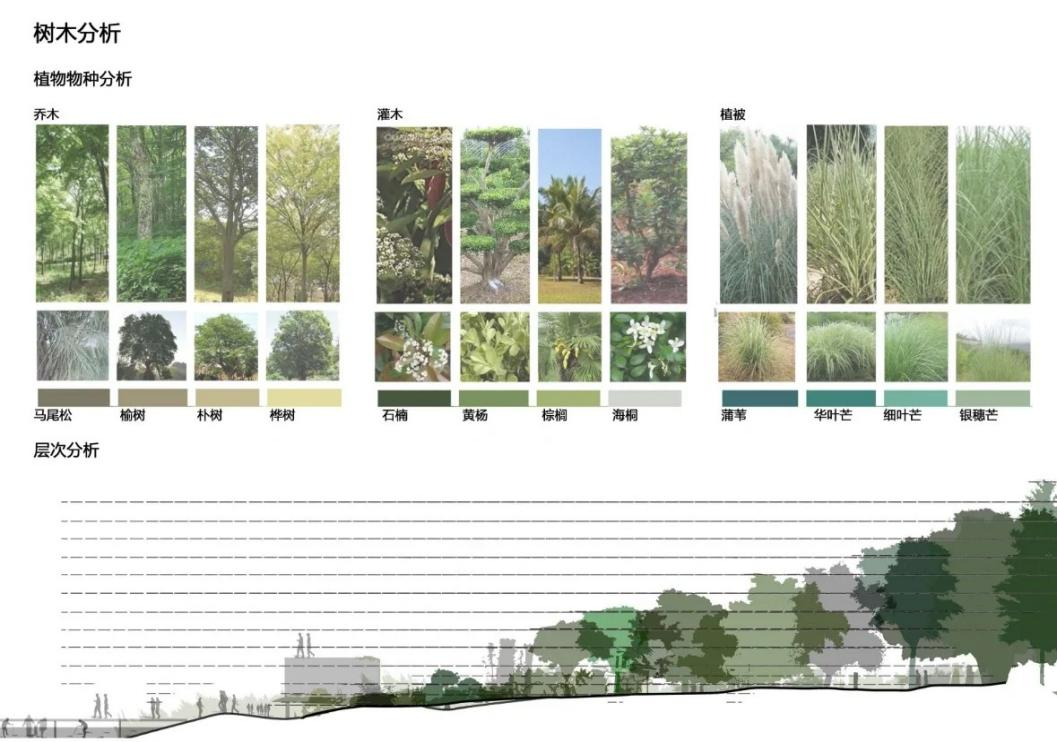 树木分析
植物物种分析
乔木 灌木 植被
马尾松 榆树 朴树 桦树 石楠 黄杨 棕榈 海桐 蒲苇 华叶芒 细叶芒 银穗芒
层次分析